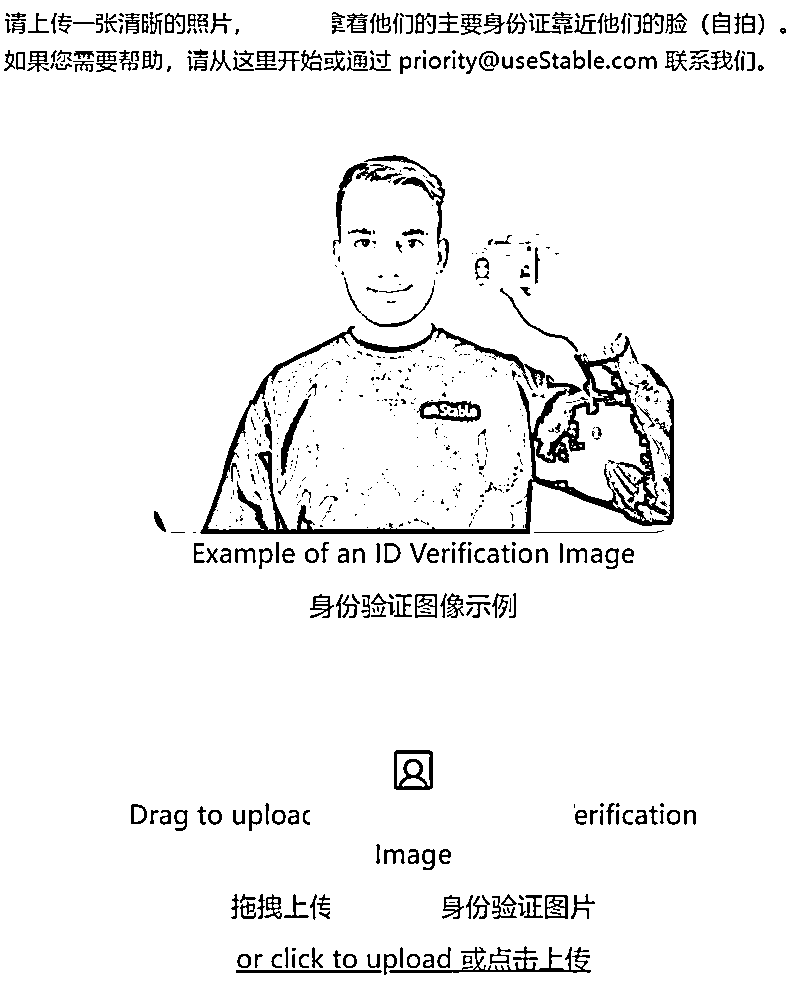 请上传一张清晰的照片， 拿着他们的主要身份证靠近他们的脸（自拍）。
如果您需要帮助，请从这里开始或通过 priority@useStable.com 联系我们。
Stable
Example of an ID Verification Image
身份验证图像示例
Drag to upload erification
Image
拖拽上传 身份验证图片
or click to upload 或点击上传